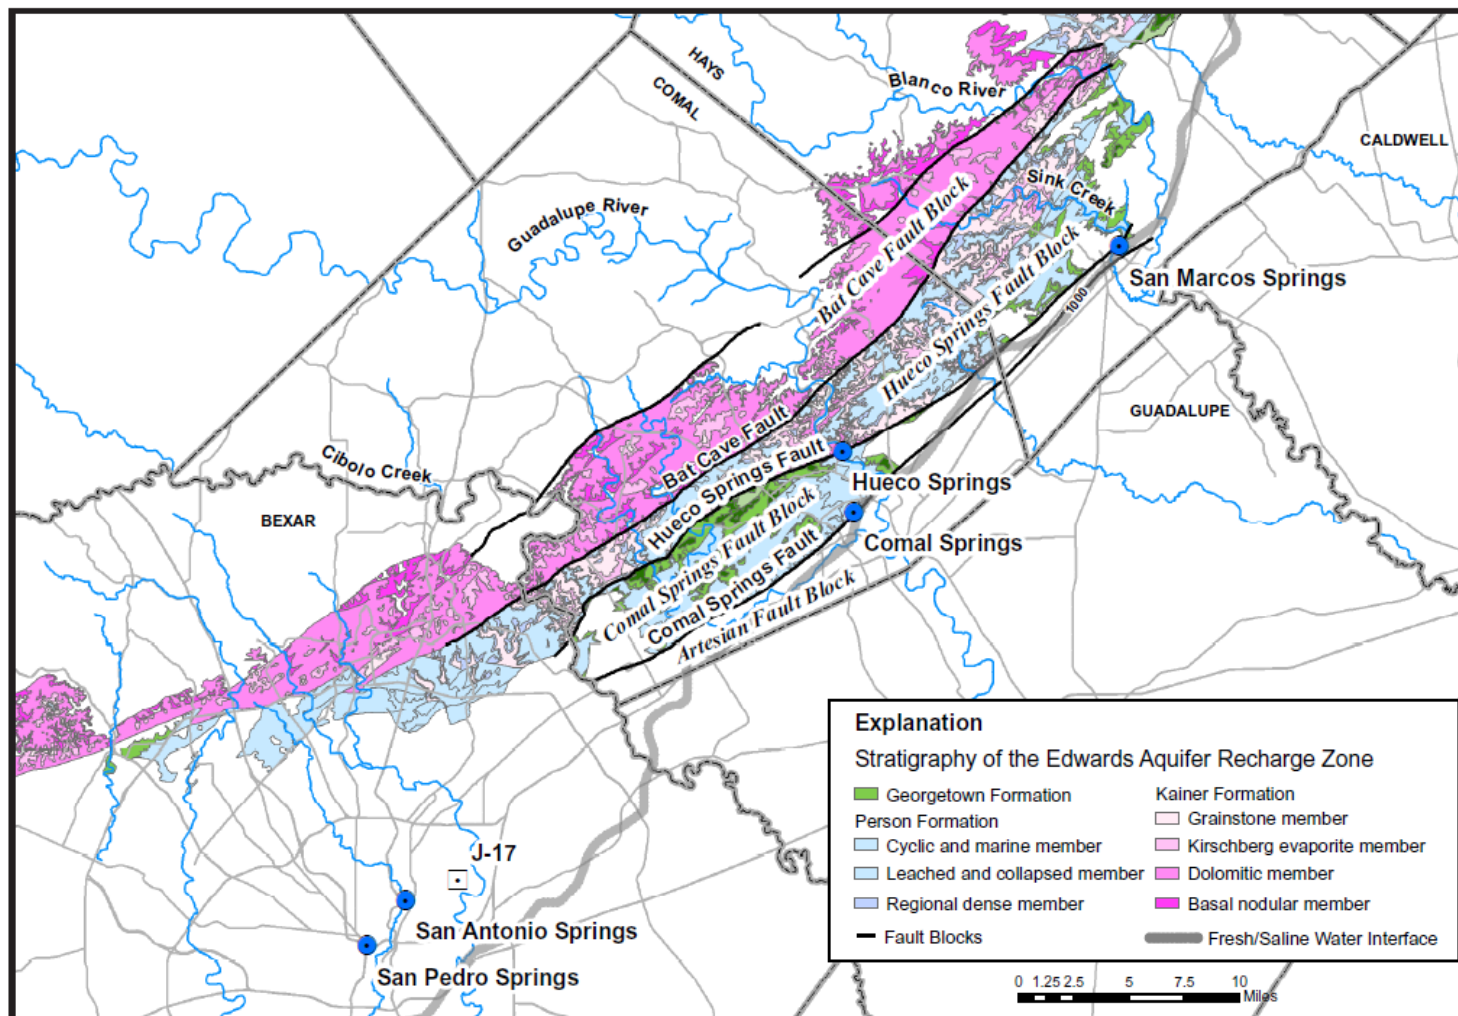 HAYS
COMAL
Blanco River
CALDWELL
Sink Creek
Guadalupe River
Bat Cave Fault Block
Hueco Springs Fault Block
San Marcos Springs
1000
GUADALUPE
Bat Cave Fault
Cibolo Creek
Hueco Springs Fault
Hueco Springs
BEXAR
Comal Springs Fault Block
Comal Springs
Comal Springs Fault
Artesian Fault Block
J-17
San Antonio Springs
San Pedro Springs
Explanation
Stratigraphy of the Edwards Aquifer Recharge Zone
Georgetown Formation
Person Formation
Cyclic and marine member
Leached and collapsed member
Regional dense member
Fault Blocks
Kainer Formation
Grainstone member
Kirschberg evaporite member
Dolomitic member
Basal nodular member
Fresh/Saline Water Interface
0 1.25 2.5 5 7.5 10
Miles